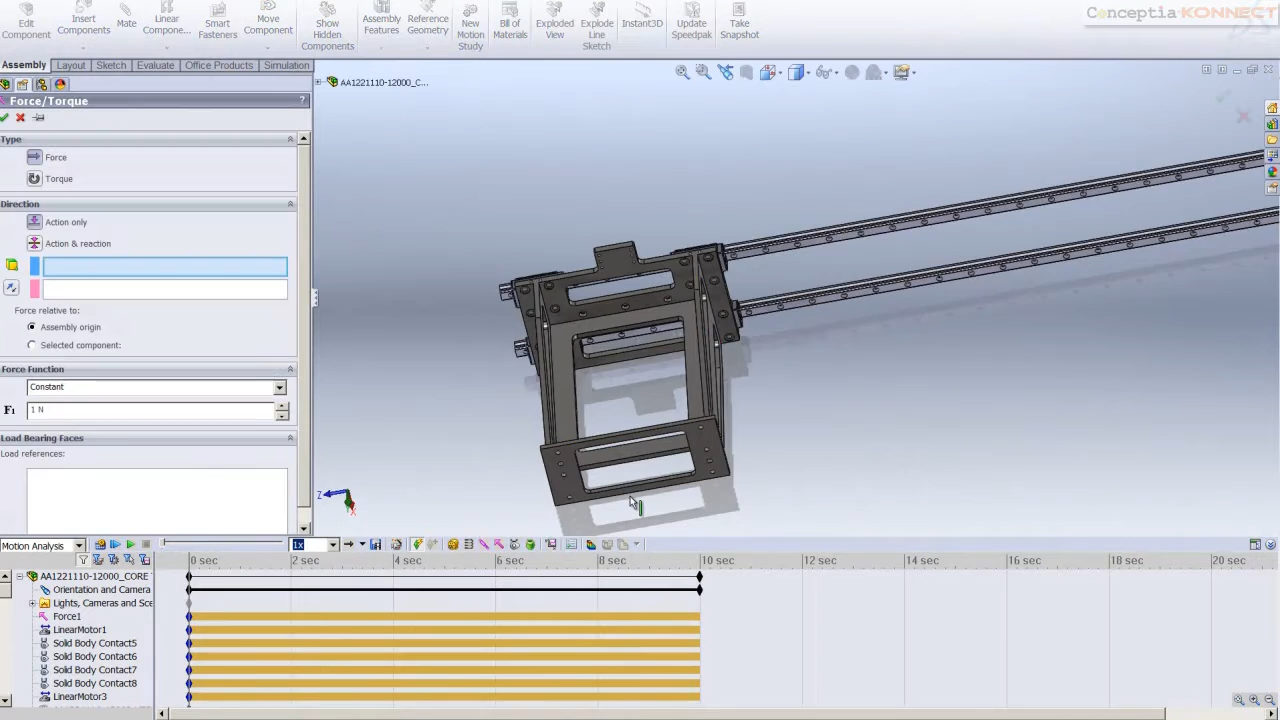 Edit Component
Insert Components
Mate
Linear Compone...
Smart Fasteners
Move Component
Show Hidden Components
Assembly Features
Reference Geometry
New Motion Study
Bill of Materials
Exploded View
Explode Line Sketch
Instant3D
Update Speedpak
Take Snapshot
Conceptia KONNECT
Assembly
Layout
Sketch
Evaluate
Office Products
Simulation
AA1221110-12000_C...
Force/Torque
?
Type
Force
Torque
Direction
Action only
Action & reaction
Force relative to:
Assembly origin
Selected component:
Force Function
Constant
F1
1 N
Load Bearing Faces
Load references:
Z
X
Motion Analysis
1x
0 sec
2 sec
4 sec
6 sec
8 sec
10 sec
12 sec
14 sec
16 sec
18 sec
20 sec
AA1221110-12000_CORE
Orientation and Camera
Lights, Cameras and Sce
Force1
LinearMotor1
Solid Body Contact5
Solid Body Contact6
Solid Body Contact7
Solid Body Contact8
LinearMotor3